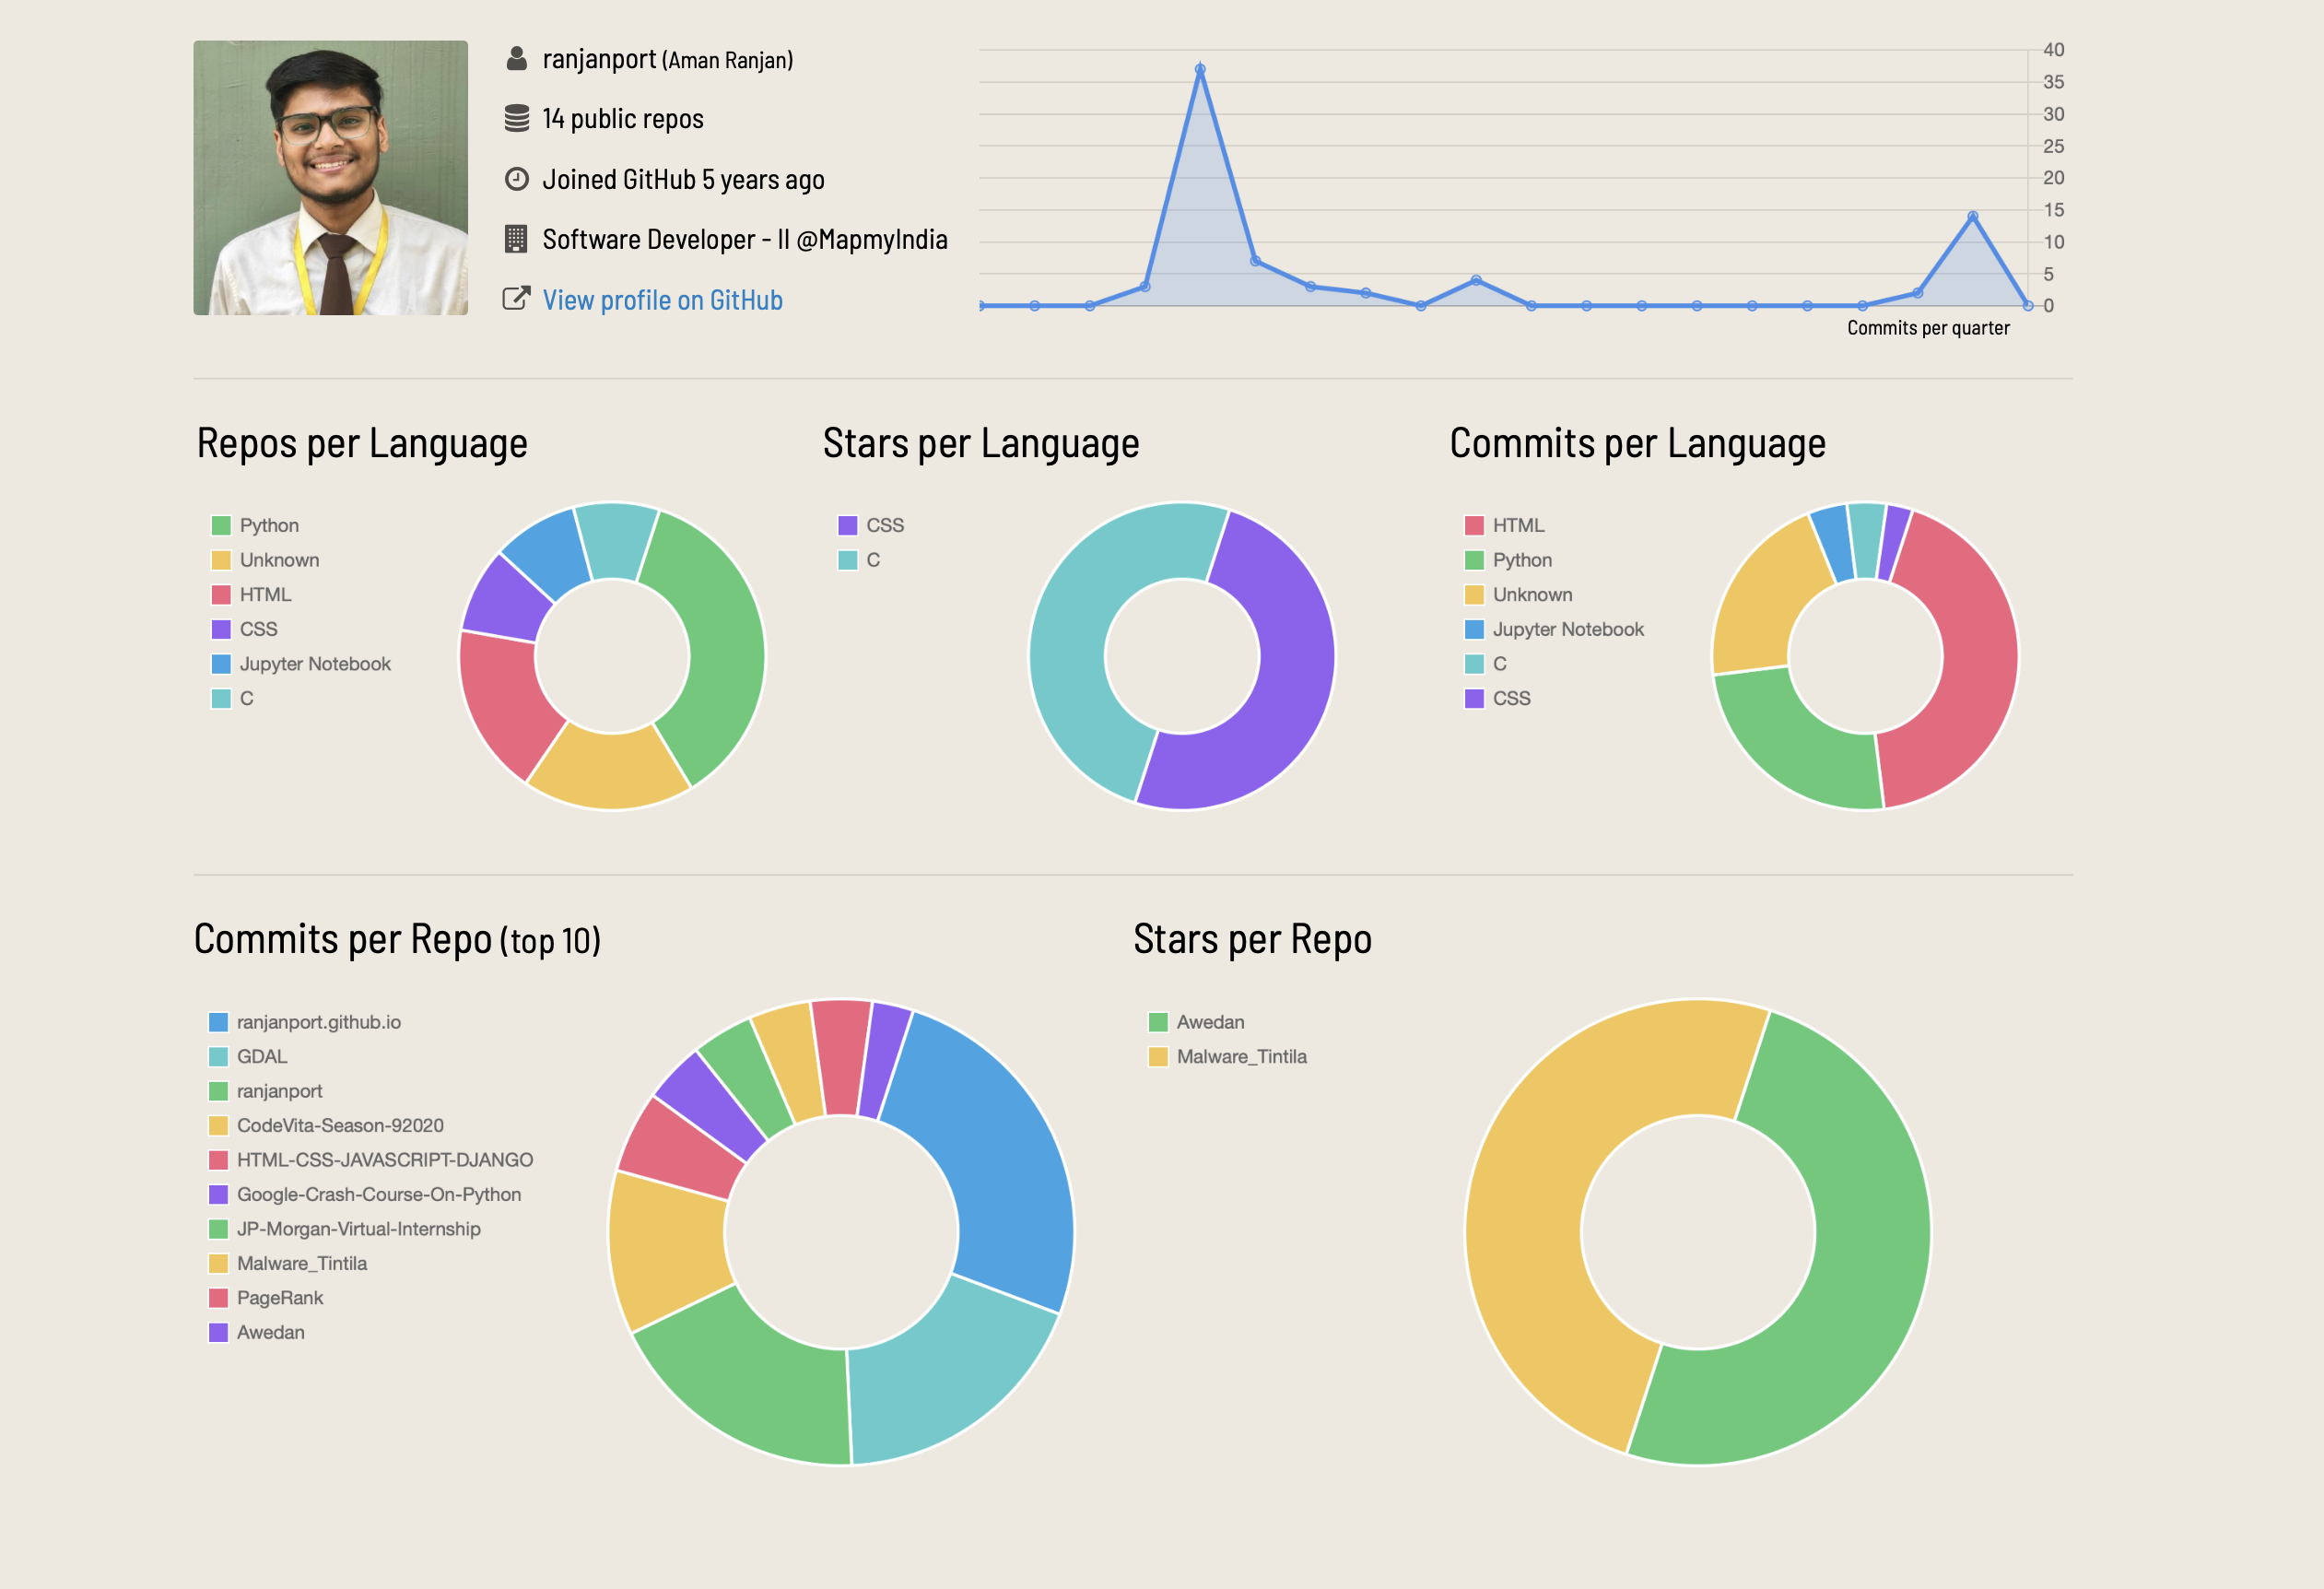 ranjanport (Aman Ranjan)
14 public repos
Joined GitHub 5 years ago
Software Developer - II @MapmyIndia
View profile on GitHub
40
35
30
25
20
15
10
5
0
Commits per quarter
Repos per Language
Python
Unknown
HTML
CSS
Jupyter Notebook
C
Stars per Language
CSS
C
Commits per Language
HTML
Python
Unknown
Jupyter Notebook
C
CSS
Commits per Repo (top 10)
ranjanport.github.io
GDAL
ranjanport
CodeVita-Season-92020
HTML-CSS-JAVASCRIPT-DJANGO
Google-Crash-Course-On-Python
JP-Morgan-Virtual-Internship
Malware_Tintila
PageRank
Awedan
Stars per Repo
Awedan
Malware_Tintila